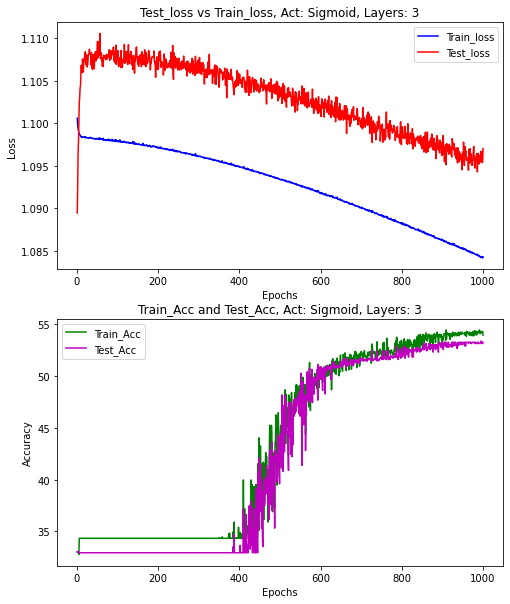 Test_loss vs Train_loss, Act: Sigmoid, Layers: 3
Train_loss
Test_loss
1.110
1.105
1.100
1.095
1.090
1.085
Loss
0 200 400 600 800 1000
Epochs
Train_Acc and Test_Acc, Act: Sigmoid, Layers: 3
Train_Acc
Test_Acc
55
50
45
40
35
Accuracy
0 200 400 600 800 1000
Epochs